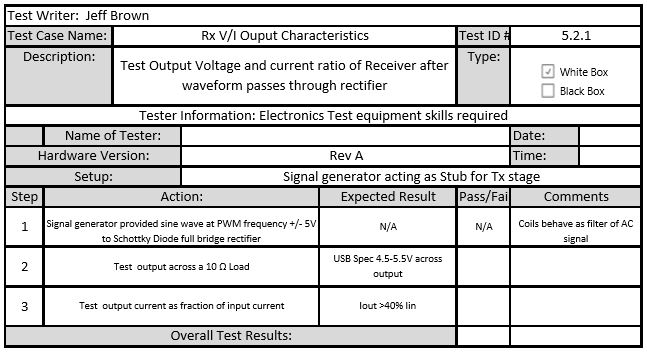 Test Writer: Jeff Brown
Test Case Name: Rx V/I Ouput Characteristics Test ID # 5.2.1
Description: Test Output Voltage and current ratio of Receiver after waveform passes through rectifier Type: White Box
Black Box
Tester Information: Electronics Test equipment skills required
Name of Tester: Date:
Hardware Version: Rev A Time:
Setup: Signal generator acting as Stub for Tx stage
Step Action: Expected Result Pass/Fai Comments
1 Signal generator provided sine wave at PWM frequency +/- 5V to Schottky Diode full bridge rectifier N/A N/A Coils behave as filter of AC signal
2 Test output across a 10 Ω Load USB Spec 4.5-5.5V across output
3 Test output current as fraction of input current Iout >40% Iin
Overall Test Results: